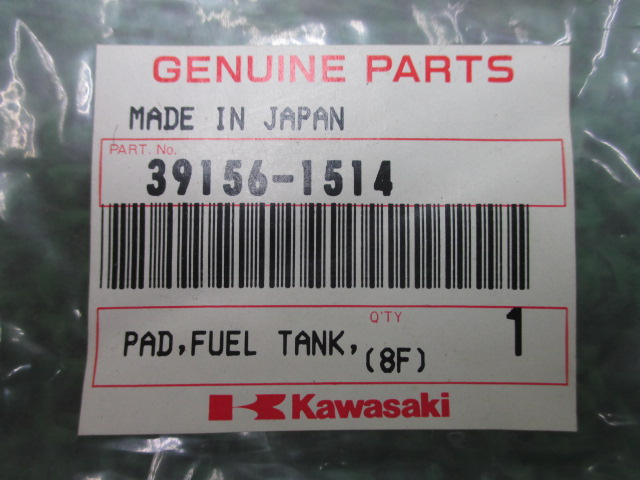 GENUINE PARTS
MADE IN JAPAN
PART. No.
39156-1514
Q'TY
PAD,FUEL TANK,(8F) 1
Kawasaki